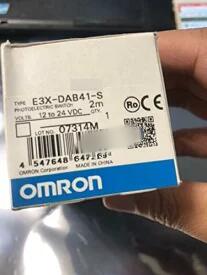 TYPE E3X-DAB41-S
PHOTOELECTRIC SWITCH 2m
VOLTS 12 to 24 VDC QTY. 1
LOT NO. 07314M
4 547648
OMRON Corporation MADE IN CHINA
OMRON
CE